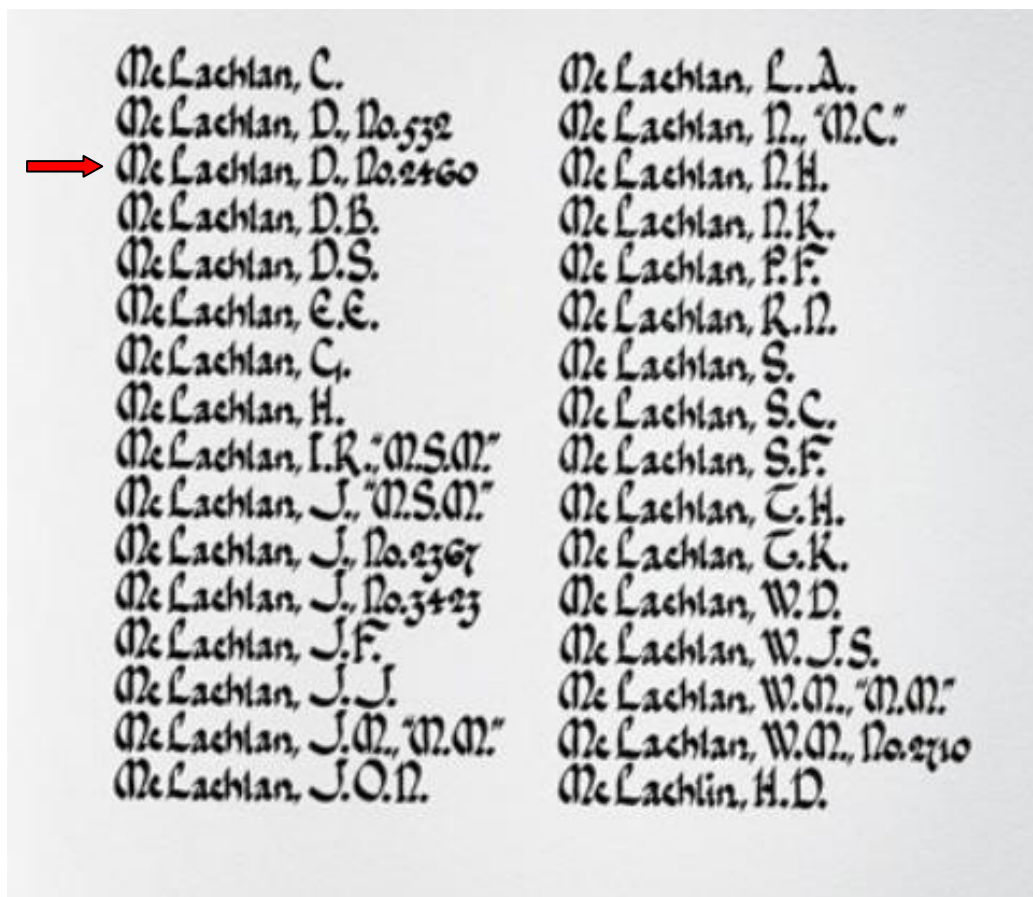 McLachlan, C.
McLachlan, D., No.532
McLachlan, D., No.2460
McLachlan, D.B.
McLachlan, D.S.
McLachlan, E.E.
McLachlan, G.
McLachlan, H.
McLachlan, I.R., "M.S.M."
McLachlan, J., "M.S.M."
McLachlan, J., No.2367
McLachlan, J., No.3423
McLachlan, J.F.
McLachlan, J.J.
McLachlan, J.M., "M.M."
McLachlan, J.O.N.
McLachlan, L.A.
McLachlan, N., "M.C."
McLachlan, N.H.
McLachlan, N.K.
McLachlan, P.F.
McLachlan, R.N.
McLachlan, S.
McLachlan, S.C.
McLachlan, S.F.
McLachlan, T.H.
McLachlan, T.K.
McLachlan, W.D.
McLachlan, W.J.S.
McLachlan, W.M., "M.M."
McLachlan, W.M., No.2710
McLachlin, H.D.